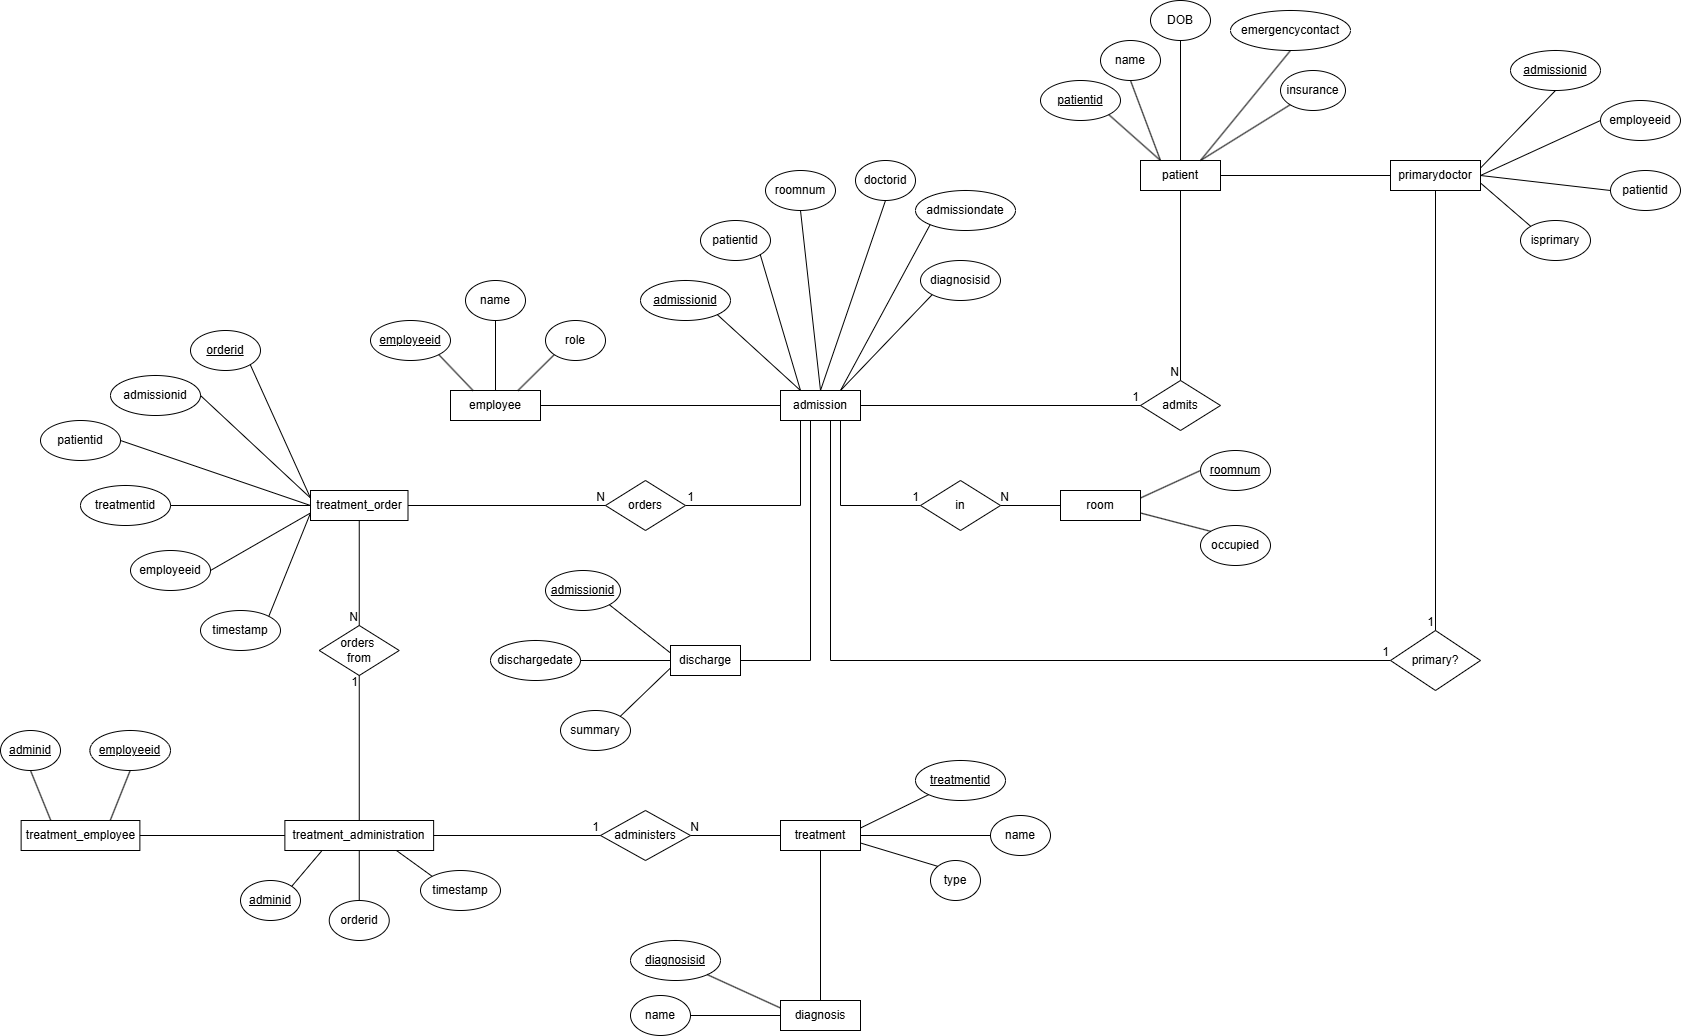 DOB
emergencycontact
name
insurance
patientid
admissionid
employeeid
patient
primarydoctor
patientid
isprimary
roomnum
doctorid
admissiondate
patientid
diagnosisid
admissionid
name
employeeid
role
employee
admission
N
1
admits
orderid
admissionid
patientid
treatmentid
treatment_order
employeeid
timestamp
N
orders
1
1
in
N
room
roomnum
occupied
admissionid
dischargedate
discharge
summary
1
1
primary?
N
orders
from
1
adminid
employeeid
treatment_employee
treatment_administration
1
administers
N
treatment
treatmentid
name
type
adminid
orderid
timestamp
diagnosisid
name
diagnosis